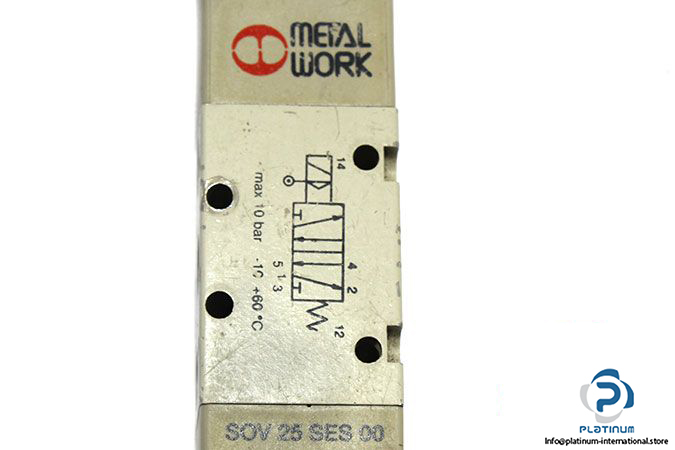 METAL
WORK
14
max 10 bar -10 +60 °C
4 2
5 1 3
12
SOV 25 SES 00
PLATINUM
Info@platinum-international.store